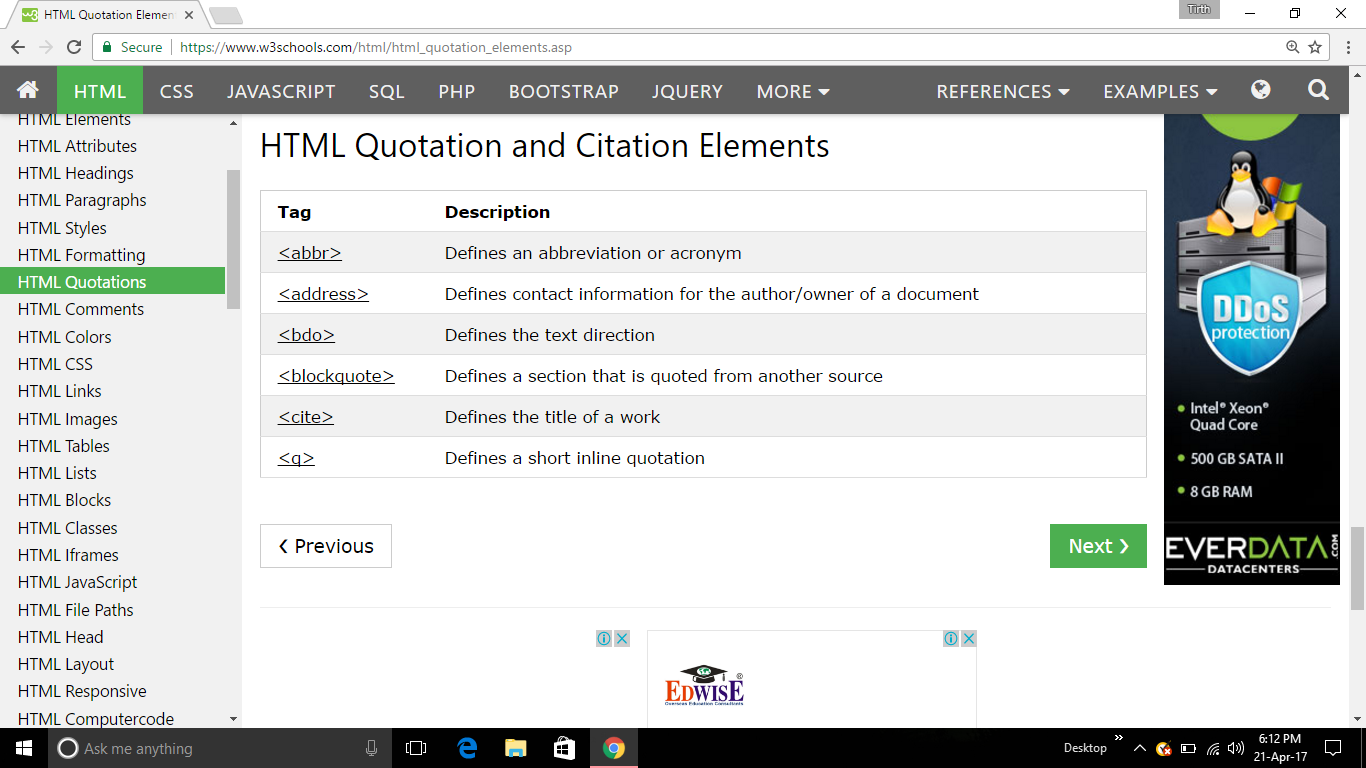 HTML Quotation Elemen
Tirth
Secure
https://www.w3schools.com/html/html_quotation_elements.asp
HTML CSS JAVASCRIPT SQL PHP BOOTSTRAP JQUERY MORE REFERENCES EXAMPLES
HTML Elements
HTML Attributes
HTML Headings
HTML Paragraphs
HTML Styles
HTML Formatting
HTML Quotations
HTML Comments
HTML Colors
HTML CSS
HTML Links
HTML Images
HTML Tables
HTML Lists
HTML Blocks
HTML Classes
HTML Iframes
HTML JavaScript
HTML File Paths
HTML Head
HTML Layout
HTML Responsive
HTML Computercode
HTML Quotation and Citation Elements
Tag Description
<abbr> Defines an abbreviation or acronym
<address> Defines contact information for the author/owner of a document
<bdo> Defines the text direction
<blockquote> Defines a section that is quoted from another source
<cite> Defines the title of a work
<q> Defines a short inline quotation
❮ Previous
Next ❯
DDoS
protection
• Intel® Xeon®
Quad Core
• 500 GB SATA II
• 8 GB RAM
EVERDATA.COM
DATACENTERS
EDWISE®
Overseas Education Consultants
Ask me anything
Desktop
6:12 PM
21-Apr-17